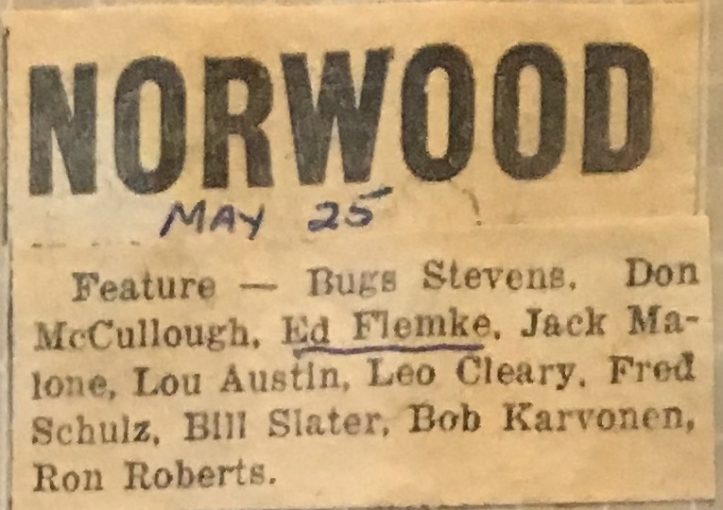 NORWOOD
MAY 25
Feature — Bugs Stevens, Don
McCullough, Ed Flemke, Jack Ma-
lone, Lou Austin, Leo Cleary, Fred
Schulz, Bill Slater, Bob Karvonen,
Ron Roberts.